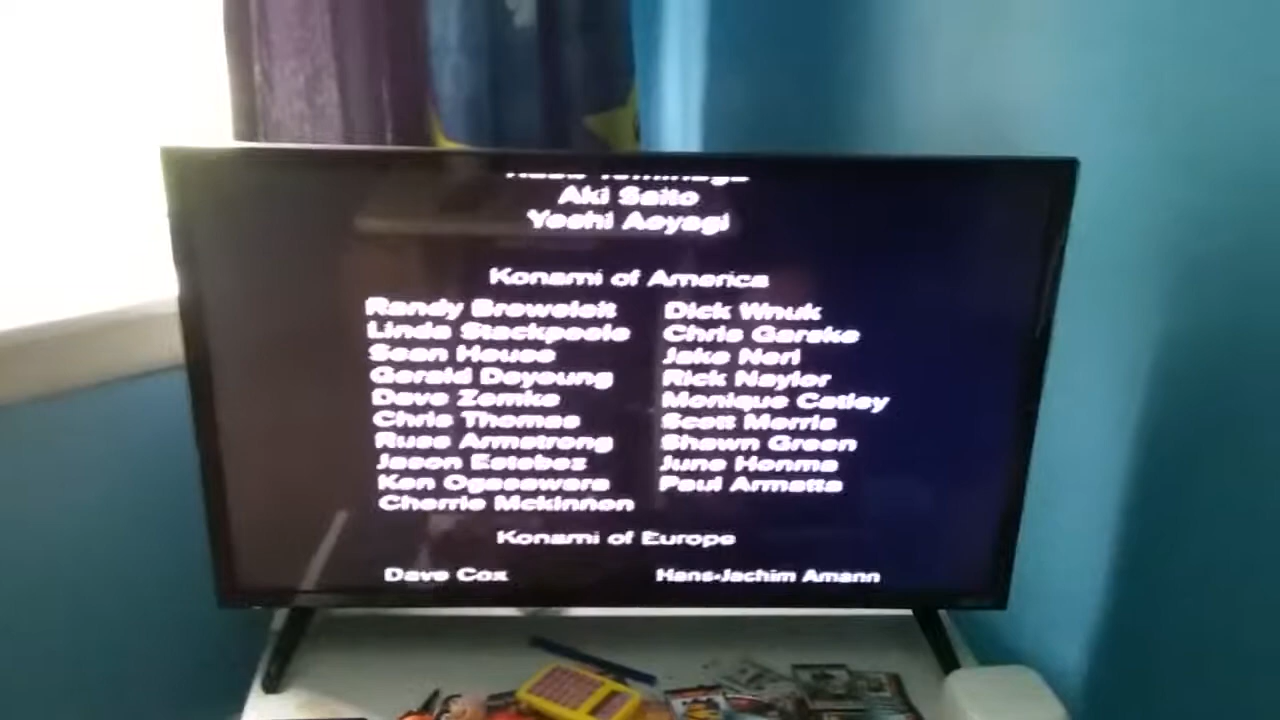 Aki Saito
Yoshi Aoyagi
Konami of America
Randy Broweleit Dick Wnuk
Linda Stackpoole Chris Garske
Sean House Jake Neri
Gerald Deyoung Rick Naylor
Dave Zemke Monique Catley
Chris Thomas Scott Morris
Russ Armstrong Shawn Green
Jason Estebez June Honma
Ken Ogasawara Paul Armatta
Cherrie Mckinnon
Konami of Europe
Dave Cox Hans-Jachim Amann